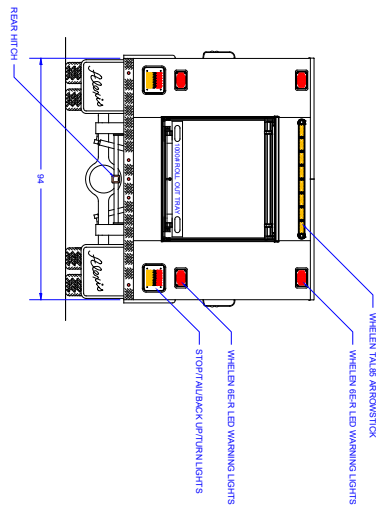 WHELEN TAL85 ARROWSTICK
WHELEN 6E-R LED WARNING LIGHTS
WHELEN 6E-R LED WARNING LIGHTS
STOP/TAIL/BACK UP/TURN LIGHTS
1000# ROLL OUT TRAY
REAR HITCH
Alexis
Alexis
94